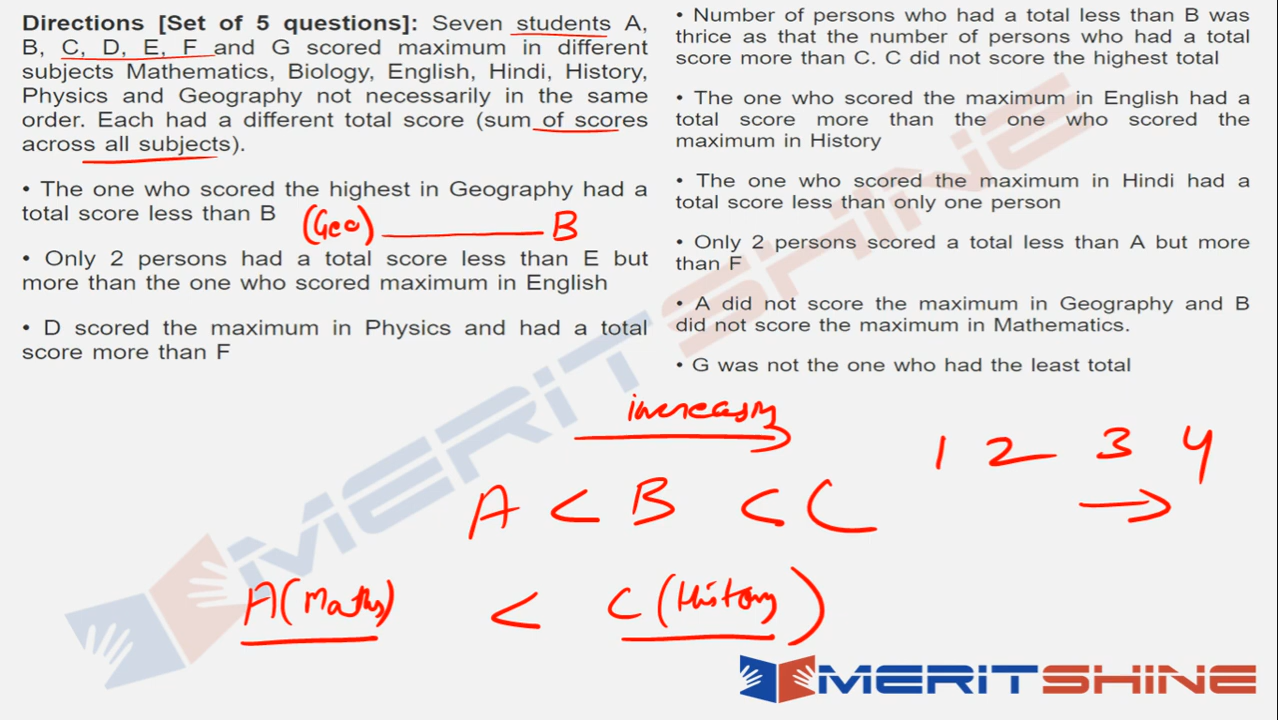 Directions [Set of 5 questions]: Seven students A,
B, C, D, E, F and G scored maximum in different
subjects Mathematics, Biology, English, Hindi, History,
Physics and Geography not necessarily in the same
order. Each had a different total score (sum of scores
across all subjects).
• The one who scored the highest in Geography had a
total score less than B
(Geo) B
• Only 2 persons had a total score less than E but
more than the one who scored maximum in English
• D scored the maximum in Physics and had a total
score more than F
• Number of persons who had a total less than B was
thrice as that the number of persons who had a total
score more than C. C did not score the highest total
• The one who scored the maximum in English had a
total score more than the one who scored the
maximum in History
• The one who scored the maximum in Hindi had a
total score less than only one person
• Only 2 persons scored a total less than A but more
than F
• A did not score the maximum in Geography and B
did not score the maximum in Mathematics.
• G was not the one who had the least total
increasing
1 2 3 4
A < B < C
A (Maths) < C (History)
MERITSHINE
MERITSHINE